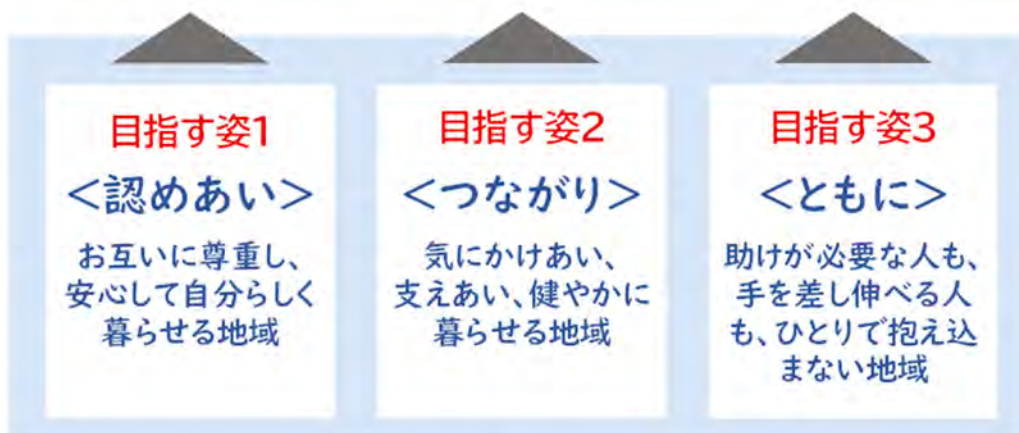 目指す姿1
＜認めあい＞
お互いに尊重し、
安心して自分らしく
暮らせる地域
目指す姿2
＜つながり＞
気にかけあい、
支えあい、健やかに
暮らせる地域
目指す姿3
＜ともに＞
助けが必要な人も、
手を差し伸べる人
も、ひとりで抱え込
まない地域